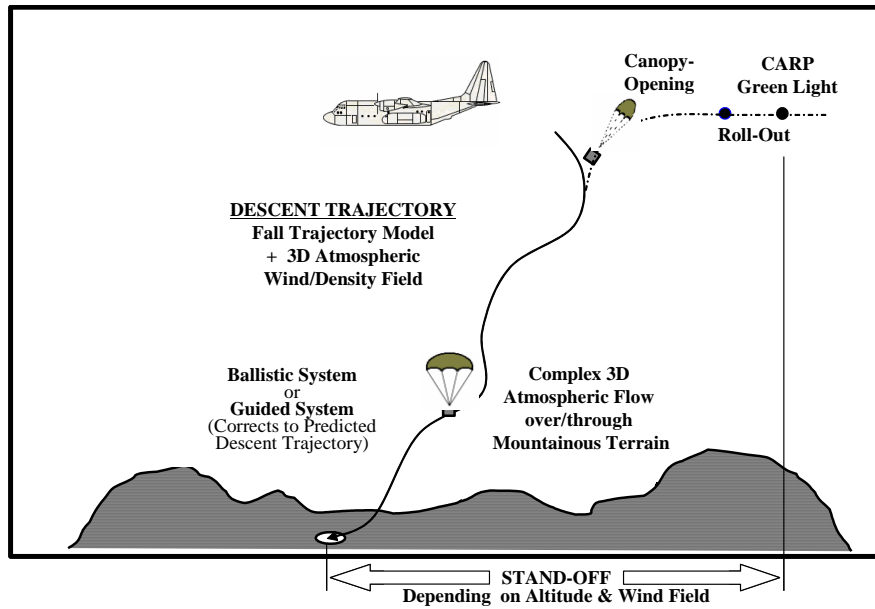 Canopy-
Opening
CARP
Green Light
Roll-Out
DESCENT TRAJECTORY
Fall Trajectory Model
+ 3D Atmospheric
Wind/Density Field
Ballistic System
or
Guided System
(Corrects to Predicted
Descent Trajectory)
Complex 3D
Atmospheric Flow
over/through
Mountainous Terrain
STAND-OFF
Depending on Altitude & Wind Field